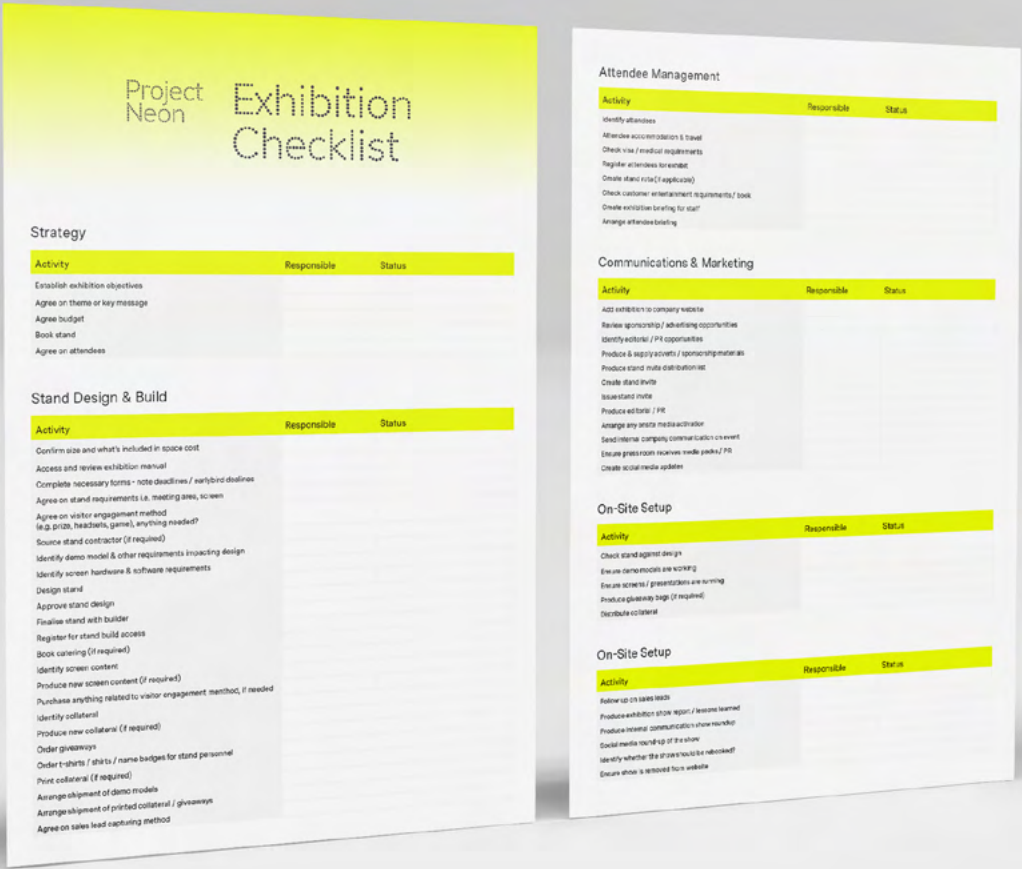 Project
Neon
Exhibition
Checklist
Strategy
Activity Responsible Status
Establish exhibition objectives
Agree on theme or key message
Agree budget
Book stand
Agree on attendees
Stand Design & Build
Activity Responsible Status
Confirm size and what's included in space cost
Access and review exhibition manual
Complete necessary forms - note deadlines / earlybird dealines
Agree on stand requirements i.e. meeting area, screen
Agree on visitor engagement method
(e.g. prize, headsets, game), anything needed?
Source stand contractor (if required)
Identify demo model & other requirements impacting design
Identify screen hardware & software requirements
Design stand
Approve stand design
Finalise stand with builder
Register for stand build access
Book catering (if required)
Identify screen content
Produce new screen content (if required)
Purchase anything related to visitor engagement menthod, if needed
Identify collateral
Produce new collateral (if required)
Order giveaways
Order t-shirts / shirts / name badges for stand personnel
Print collateral (if required)
Arrange shipment of demo models
Arrange shipment of printed collateral / giveaways
Agree on sales lead capturing method
Attendee Management
Activity Responsible Status
Identify attendees
Attendee accommodation & travel
Check visa / medical requirements
Register attendees for exhibit
Create stand rota (if applicable)
Check customer entertainment requirements / book
Create exhibition briefing for staff
Arrange attendee briefing
Communications & Marketing
Activity Responsible Status
Add exhibition to company website
Review sponsorship / advertising opportunities
Identify editorial / PR opportunities
Produce & supply adverts / sponsorship materials
Produce stand invite distribution list
Create stand invite
Issue stand invite
Produce editorial / PR
Arrange any onsite media activation
Send internal company communication on event
Ensure press room receives media packs / PR
Create social media updates
On-Site Setup
Activity Responsible Status
Check stand against design
Ensure demo models are working
Ensure screens / presentations are running
Produce giveaway bags (if required)
Distribute collateral
On-Site Setup
Activity Responsible Status
Follow up on sales leads
Produce exhibition show report / lessons learned
Produce internal communication show roundup
Social media round-up of the show
Identify whether the show should be rebooked?
Ensure show is removed from website